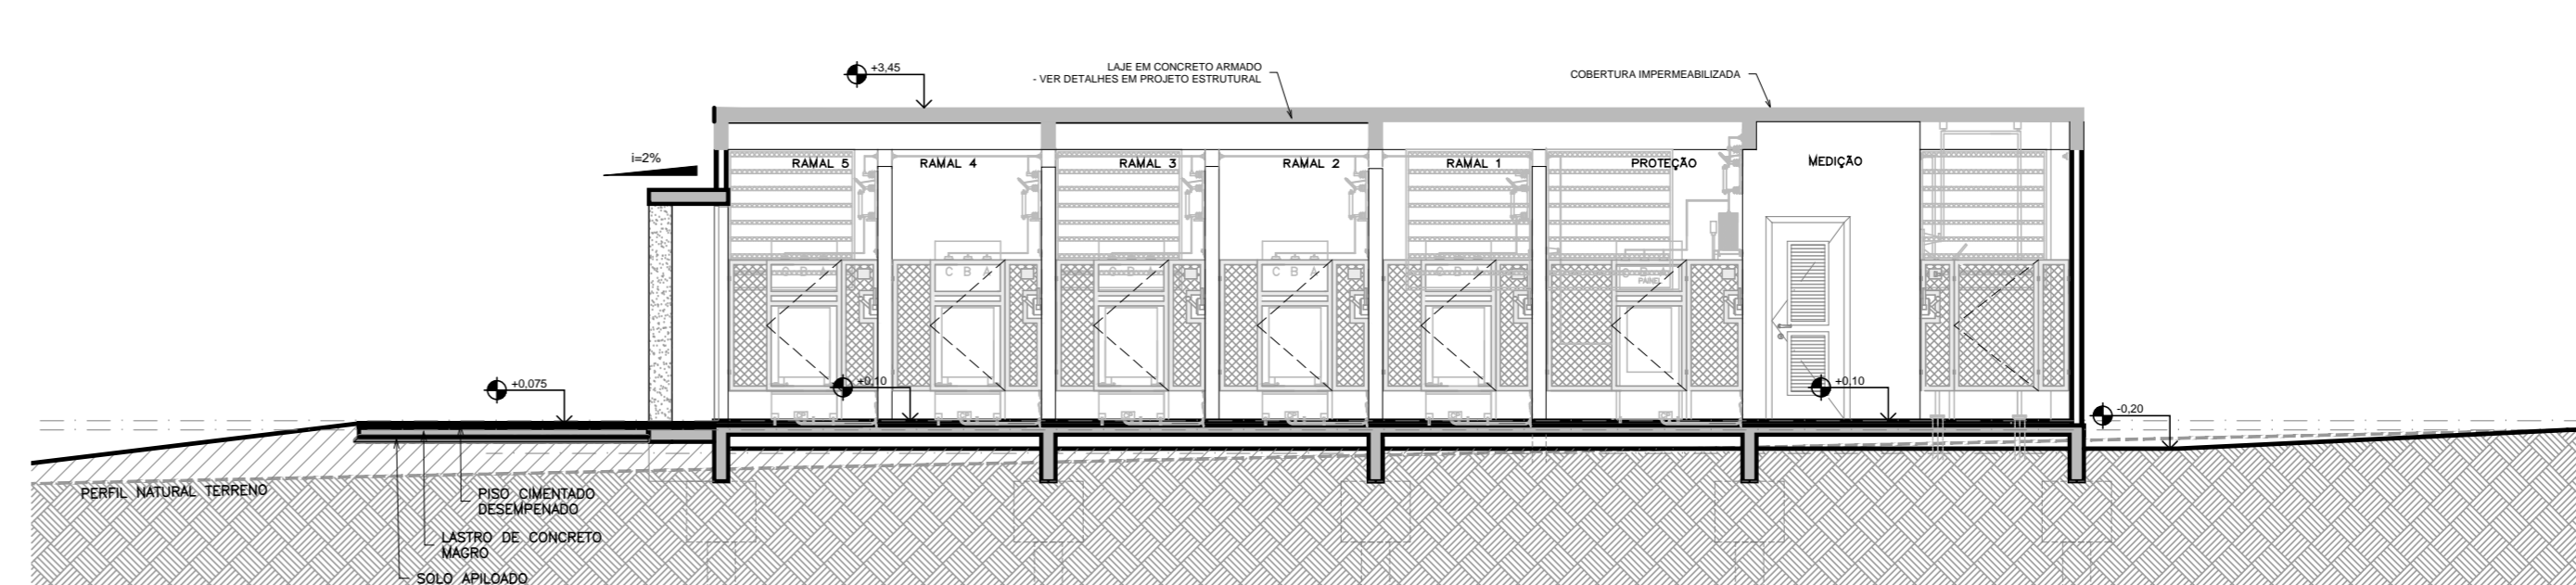 +3,45
LAJE EM CONCRETO ARMADO
- VER DETALHES EM PROJETO ESTRUTURAL
COBERTURA IMPERMEABILIZADA
i=2%
RAMAL 5
RAMAL 4
RAMAL 3
RAMAL 2
RAMAL 1
PROTEÇÃO
MEDIÇÃO
C B A
C B A
C B A
C B A
C B A
C B A
PAINEL
+0,075
+0,10
+0,10
-0,20
PERFIL NATURAL TERRENO
PISO CIMENTADO
DESEMPENADO
LASTRO DE CONCRETO
MAGRO
SOLO APILOADO